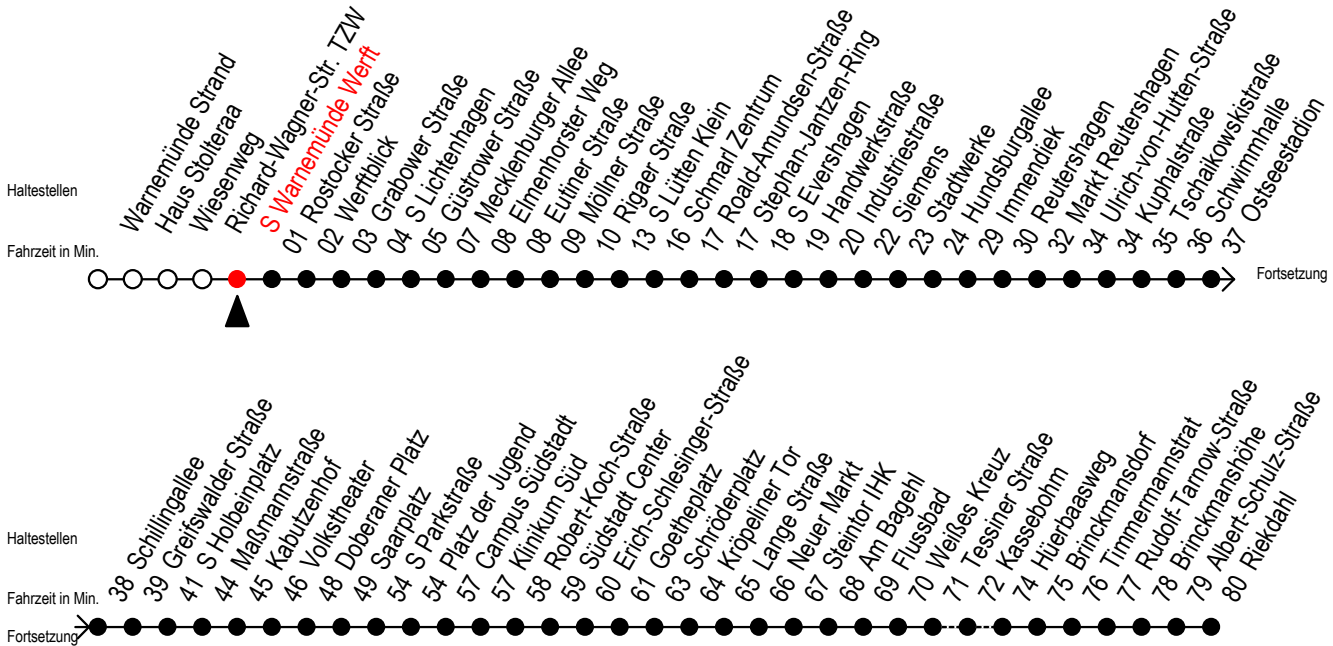 Haltestellen
Warnemünde Strand
Haus Stolteraa
Wiesenweg
Richard-Wagner-Str. TZW
S Warnemünde Werft
01 Rostocker Straße
02 Werftblick
03 Grabower Straße
04 S Lichtenhagen
05 Güstrower Straße
07 Mecklenburger Allee
08 Elmenhorster Weg
08 Eutiner Straße
09 Möllner Straße
10 Rigaer Straße
13 S Lütten Klein
16 Schmarl Zentrum
17 Roald-Amundsen-Straße
17 Stephan-Jantzen-Ring
18 S Evershagen
19 Handwerkstraße
20 Industriestraße
22 Siemens
23 Stadtwerke
24 Hundsburgallee
29 Immendiek
30 Reutershagen
32 Markt Reutershagen
34 Ulrich-von-Hutten-Straße
34 Kuphalstraße
35 Tschaikowskistraße
36 Schwimmhalle
37 Ostseestadion
Fahrzeit in Min.
Fortsetzung
Haltestellen
38 Schillingallee
39 Greifswalder Straße
41 S Holbeinplatz
44 Maßmannstraße
45 Kabutzenhof
46 Volkstheater
48 Doberaner Platz
49 Saarplatz
54 S Parkstraße
54 Platz der Jugend
57 Campus Südstadt
57 Klinikum Süd
58 Robert-Koch-Straße
59 Südstadt Center
60 Erich-Schlesinger-Straße
61 Goetheplatz
63 Schröderplatz
64 Kröpeliner Tor
65 Lange Straße
66 Neuer Markt
67 Steintor IHK
68 Am Bagehl
69 Flussbad
70 Weißes Kreuz
71 Tessiner Straße
72 Kassebohm
74 Hüerbaasweg
75 Brinckmansdorf
76 Timmermannstrat
77 Rudolf-Tarnow-Straße
78 Brinckmanshöhe
79 Albert-Schulz-Straße
80 Riekdahl
Fahrzeit in Min.
Fortsetzung